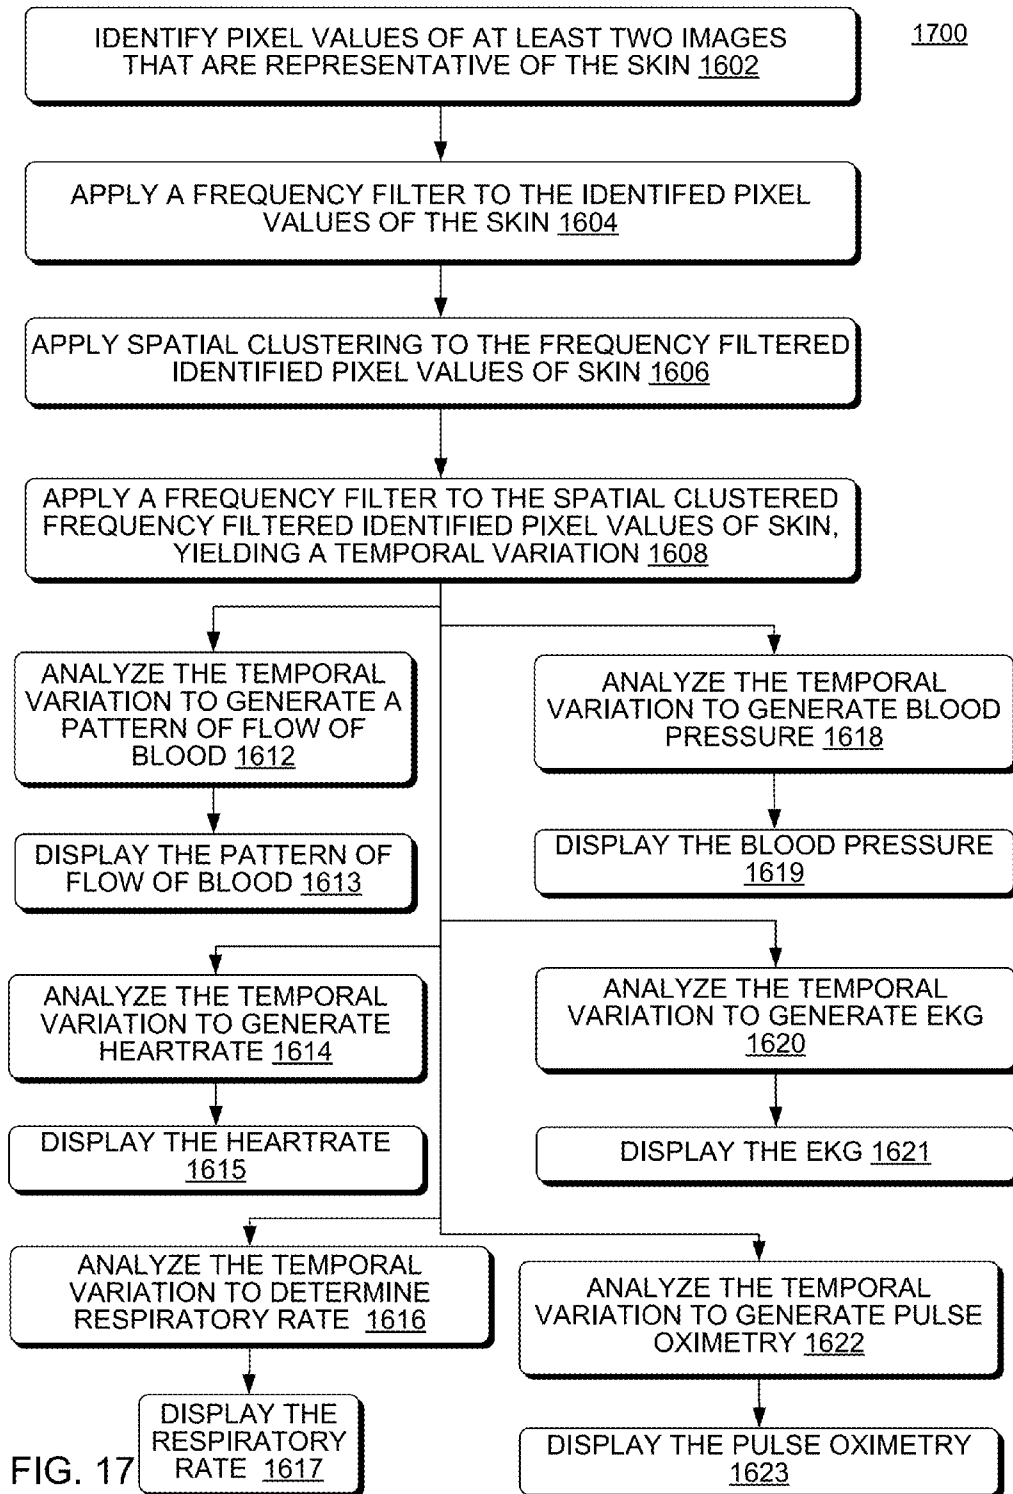 1700
IDENTIFY PIXEL VALUES OF AT LEAST TWO IMAGES
THAT ARE REPRESENTATIVE OF THE SKIN 1602
APPLY A FREQUENCY FILTER TO THE IDENTIFED PIXEL
VALUES OF THE SKIN 1604
APPLY SPATIAL CLUSTERING TO THE FREQUENCY FILTERED
IDENTIFIED PIXEL VALUES OF SKIN 1606
APPLY A FREQUENCY FILTER TO THE SPATIAL CLUSTERED
FREQUENCY FILTERED IDENTIFIED PIXEL VALUES OF SKIN,
YIELDING A TEMPORAL VARIATION 1608
ANALYZE THE TEMPORAL
VARIATION TO GENERATE A
PATTERN OF FLOW OF
BLOOD 1612
DISPLAY THE PATTERN OF
FLOW OF BLOOD 1613
ANALYZE THE TEMPORAL
VARIATION TO GENERATE BLOOD
PRESSURE 1618
DISPLAY THE BLOOD PRESSURE
1619
ANALYZE THE TEMPORAL
VARIATION TO GENERATE
HEARTRATE 1614
DISPLAY THE HEARTRATE
1615
ANALYZE THE TEMPORAL
VARIATION TO GENERATE EKG
1620
DISPLAY THE EKG 1621
ANALYZE THE TEMPORAL
VARIATION TO DETERMINE
RESPIRATORY RATE 1616
DISPLAY THE
RESPIRATORY
RATE 1617
ANALYZE THE TEMPORAL
VARIATION TO GENERATE PULSE
OXIMETRY 1622
DISPLAY THE PULSE OXIMETRY
1623
FIG. 17